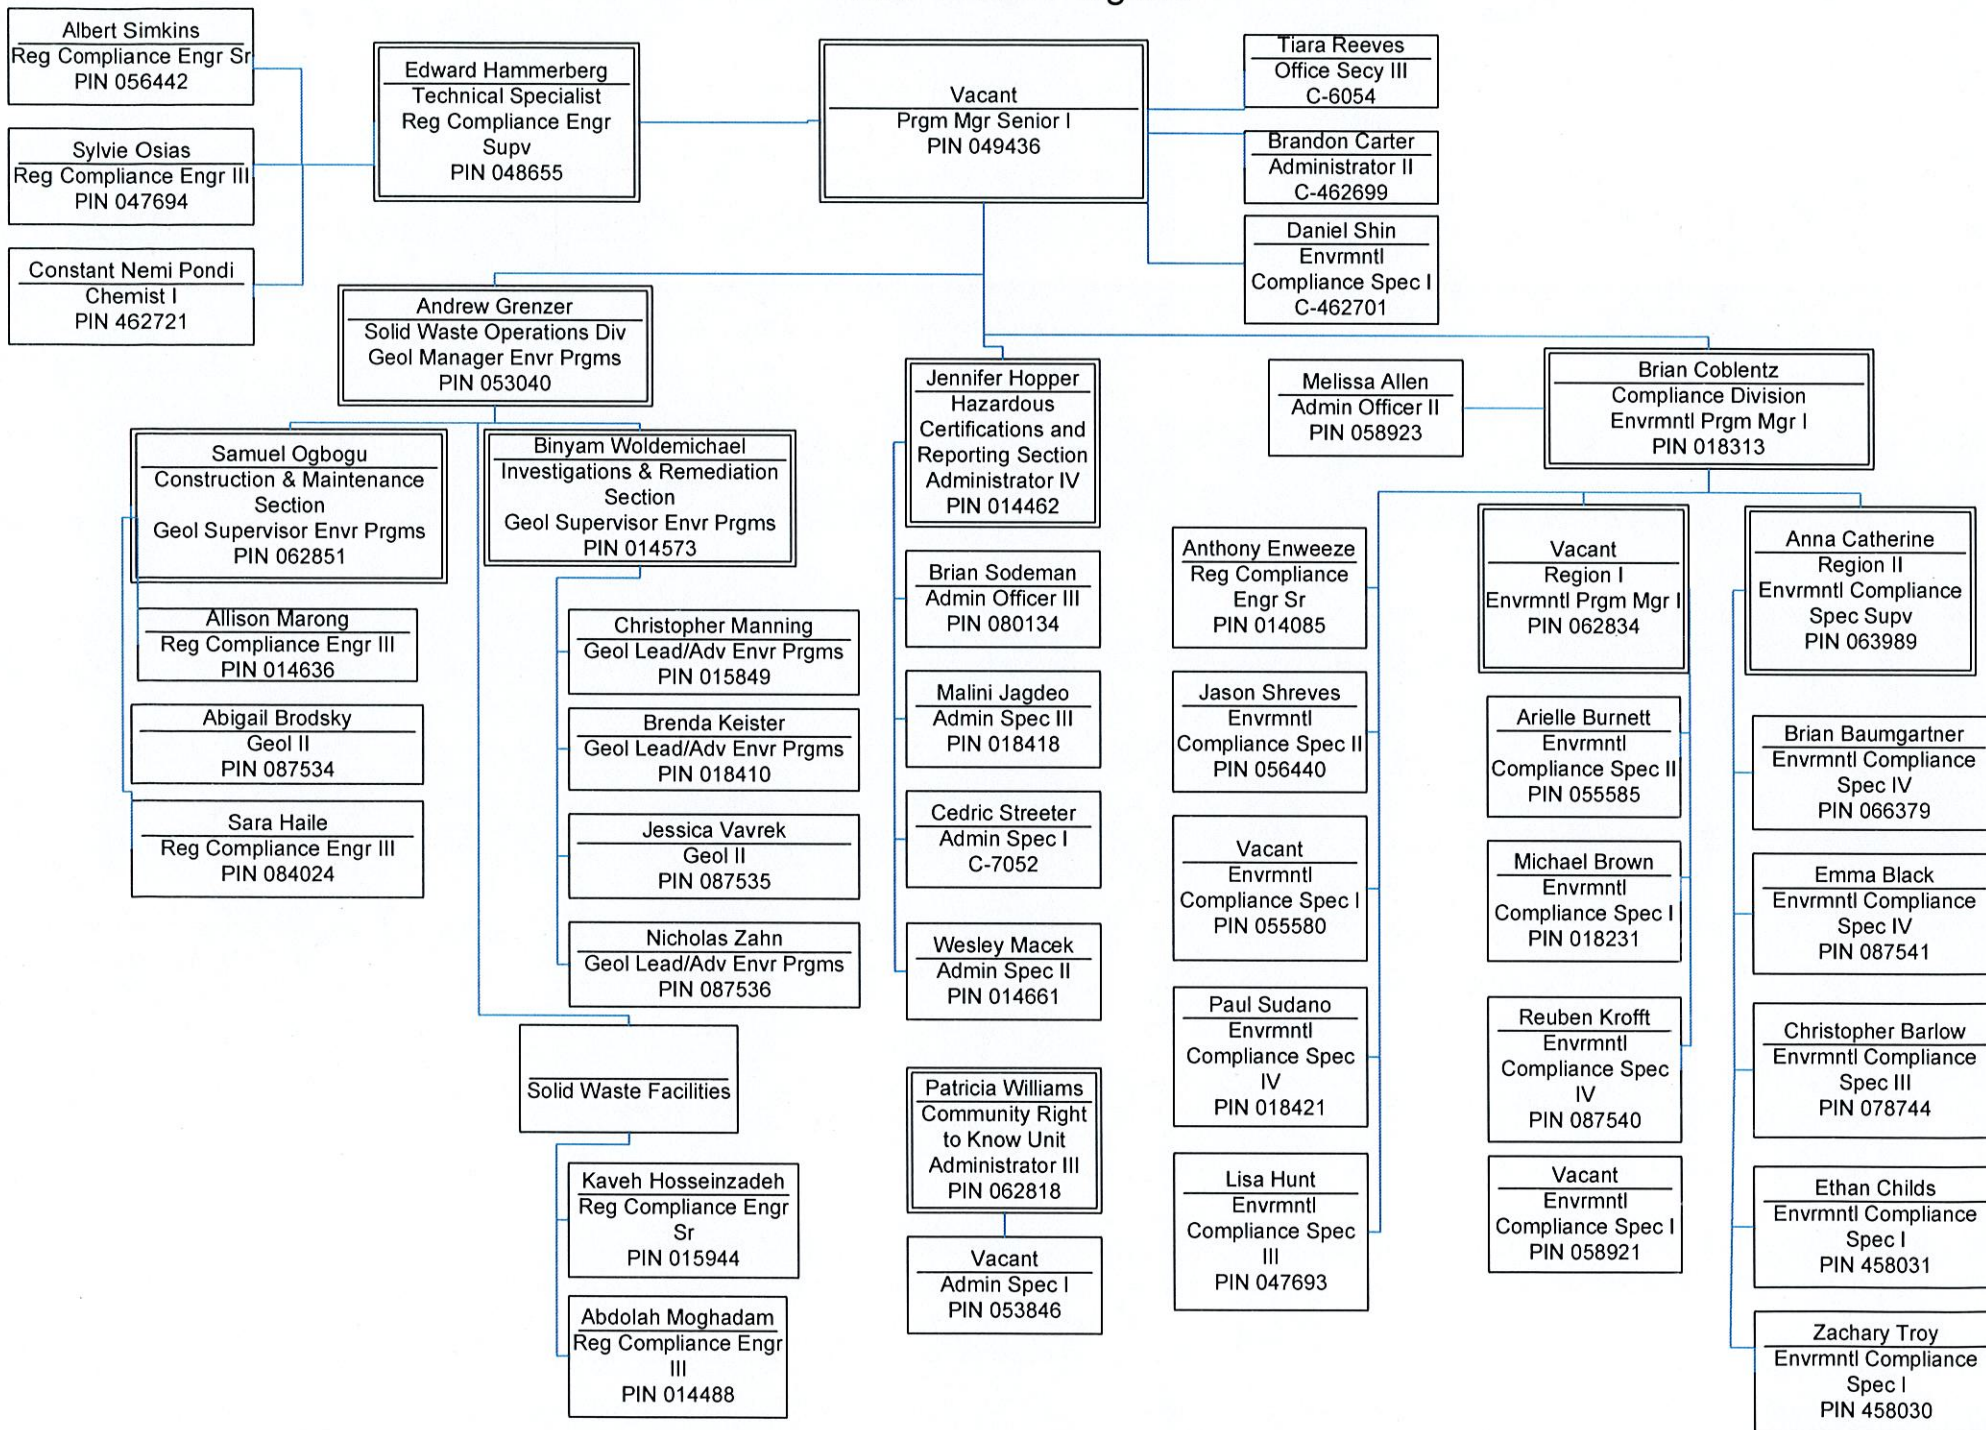 Albert Simkins
Reg Compliance Engr Sr
PIN 056442
Sylvie Osias
Reg Compliance Engr III
PIN 047694
Constant Nemi Pondi
Chemist I
PIN 462721
Edward Hammerberg
Technical Specialist
Reg Compliance Engr
Supv
PIN 048655
Vacant
Prgm Mgr Senior I
PIN 049436
Tiara Reeves
Office Secy III
C-6054
Brandon Carter
Administrator II
C-462699
Daniel Shin
Envrmntl
Compliance Spec I
C-462701
Andrew Grenzer
Solid Waste Operations Div
Geol Manager Envr Prgms
PIN 053040
Samuel Ogbogu
Construction & Maintenance
Section
Geol Supervisor Envr Prgms
PIN 062851
Allison Marong
Reg Compliance Engr III
PIN 014636
Abigail Brodsky
Geol II
PIN 087534
Sara Haile
Reg Compliance Engr III
PIN 084024
Binyam Woldemichael
Investigations & Remediation
Section
Geol Supervisor Envr Prgms
PIN 014573
Christopher Manning
Geol Lead/Adv Envr Prgms
PIN 015849
Brenda Keister
Geol Lead/Adv Envr Prgms
PIN 018410
Jessica Vavrek
Geol II
PIN 087535
Nicholas Zahn
Geol Lead/Adv Envr Prgms
PIN 087536
Solid Waste Facilities
Kaveh Hosseinzadeh
Reg Compliance Engr
Sr
PIN 015944
Abdolah Moghadam
Reg Compliance Engr
III
PIN 014488
Jennifer Hopper
Hazardous
Certifications and
Reporting Section
Administrator IV
PIN 014462
Brian Sodeman
Admin Officer III
PIN 080134
Malini Jagdeo
Admin Spec III
PIN 018418
Cedric Streeter
Admin Spec I
C-7052
Wesley Macek
Admin Spec II
PIN 014661
Patricia Williams
Community Right
to Know Unit
Administrator III
PIN 062818
Vacant
Admin Spec I
PIN 053846
Melissa Allen
Admin Officer II
PIN 058923
Brian Coblentz
Compliance Division
Envrmntl Prgm Mgr I
PIN 018313
Anthony Enweeze
Reg Compliance
Engr Sr
PIN 014085
Jason Shreves
Envrmntl
Compliance Spec II
PIN 056440
Vacant
Envrmntl
Compliance Spec I
PIN 055580
Paul Sudano
Envrmntl
Compliance Spec
IV
PIN 018421
Lisa Hunt
Envrmntl
Compliance Spec
III
PIN 047693
Vacant
Region I
Envrmntl Prgm Mgr I
PIN 062834
Arielle Burnett
Envrmntl
Compliance Spec II
PIN 055585
Michael Brown
Envrmntl
Compliance Spec I
PIN 018231
Reuben Krofft
Envrmntl
Compliance Spec
IV
PIN 087540
Vacant
Envrmntl
Compliance Spec I
PIN 058921
Anna Catherine
Region II
Envrmntl Compliance
Spec Supv
PIN 063989
Brian Baumgartner
Envrmntl Compliance
Spec IV
PIN 066379
Emma Black
Envrmntl Compliance
Spec IV
PIN 087541
Christopher Barlow
Envrmntl Compliance
Spec III
PIN 078744
Ethan Childs
Envrmntl Compliance
Spec I
PIN 458031
Zachary Troy
Envrmntl Compliance
Spec I
PIN 458030